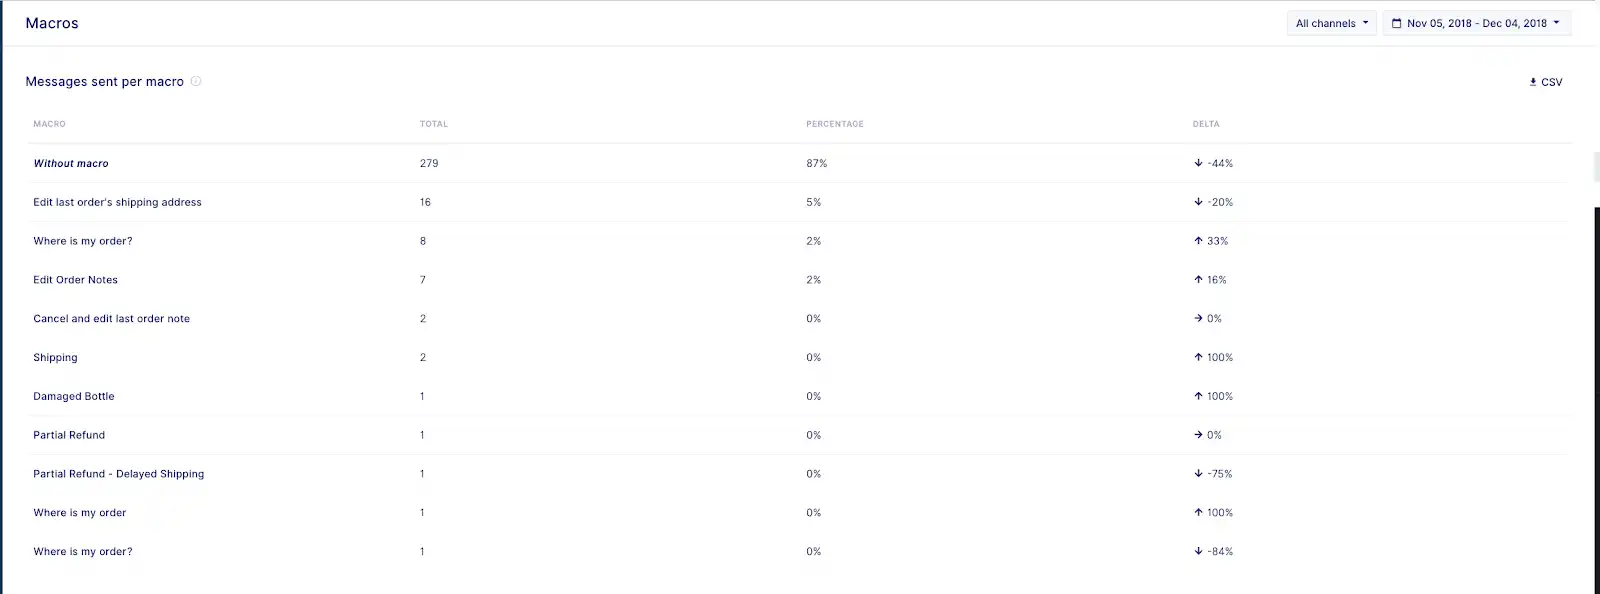 Macros
All channels
Nov 05, 2018 - Dec 04, 2018
Messages sent per macro
CSV
MACRO TOTAL PERCENTAGE DELTA
Without macro 279 87% -44%
Edit last order's shipping address 16 5% -20%
Where is my order? 8 2% 33%
Edit Order Notes 7 2% 16%
Cancel and edit last order note 2 0% 0%
Shipping 2 0% 100%
Damaged Bottle 1 0% 100%
Partial Refund 1 0% 0%
Partial Refund - Delayed Shipping 1 0% -75%
Where is my order 1 0% 100%
Where is my order? 1 0% -84%